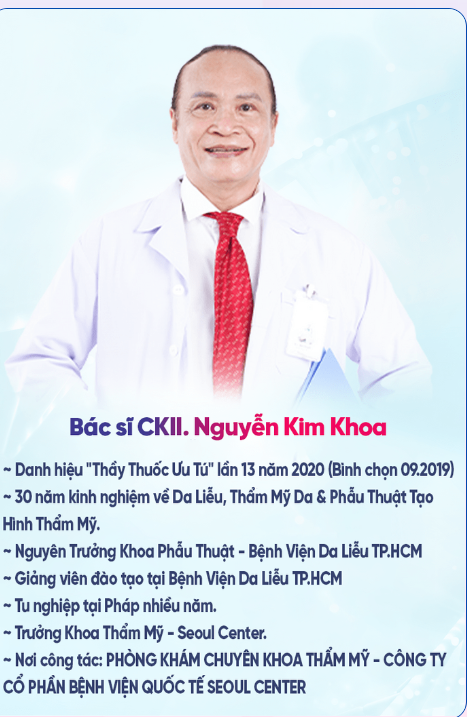 Bác sĩ CKII. Nguyễn Kim Khoa
~ Danh hiệu "Thầy Thuốc Ưu Tú" lần 13 năm 2020 (Bình chọn 09.2019)
~ 30 năm kinh nghiệm về Da Liễu, Thẩm Mỹ Da & Phẫu Thuật Tạo
Hình Thẩm Mỹ.
~ Nguyên Trưởng Khoa Phẫu Thuật - Bệnh Viện Da Liễu TP.HCM
~ Giảng viên đào tạo tại Bệnh Viện Da Liễu TP.HCM
~ Tu nghiệp tại Pháp nhiều năm.
~ Trưởng Khoa Thẩm Mỹ - Seoul Center.
~ Nơi công tác: PHÒNG KHÁM CHUYÊN KHOA THẨM MỸ - CÔNG TY
CỔ PHẦN BỆNH VIỆN QUỐC TẾ SEOUL CENTER